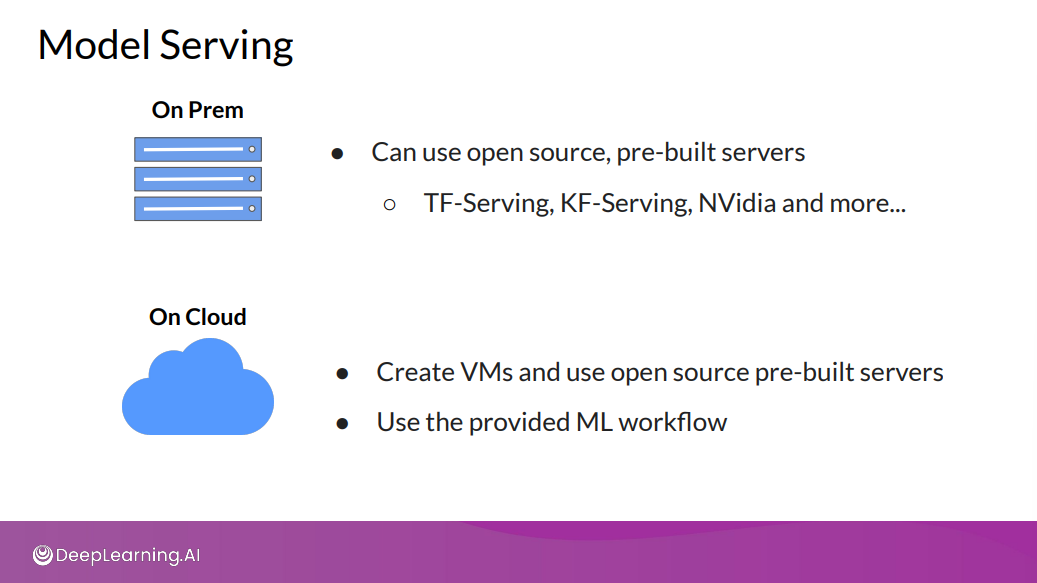 Model Serving
On Prem
● Can use open source, pre-built servers
○ TF-Serving, KF-Serving, NVidia and more...
On Cloud
● Create VMs and use open source pre-built servers
● Use the provided ML workflow
DeepLearning.AI